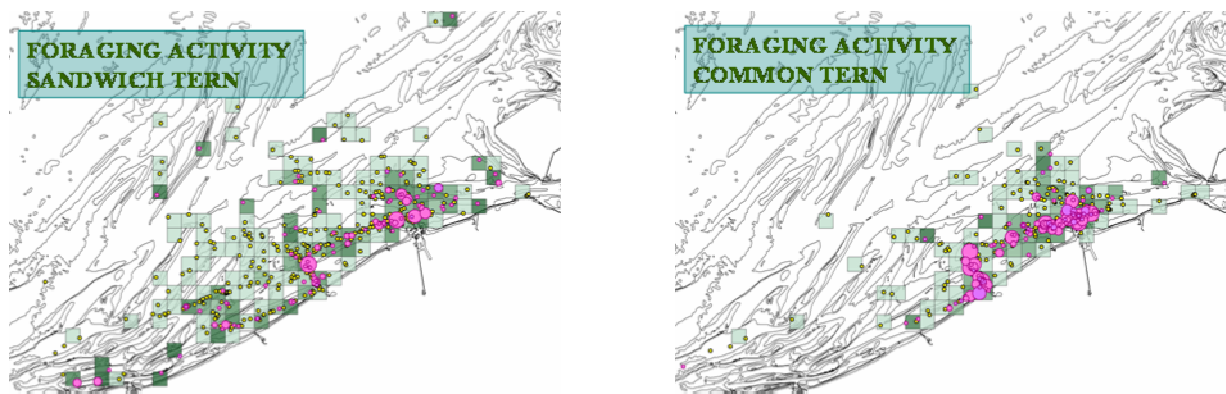 FORAGING ACTIVITY
SANDWICH TERN
FORAGING ACTIVITY
COMMON TERN